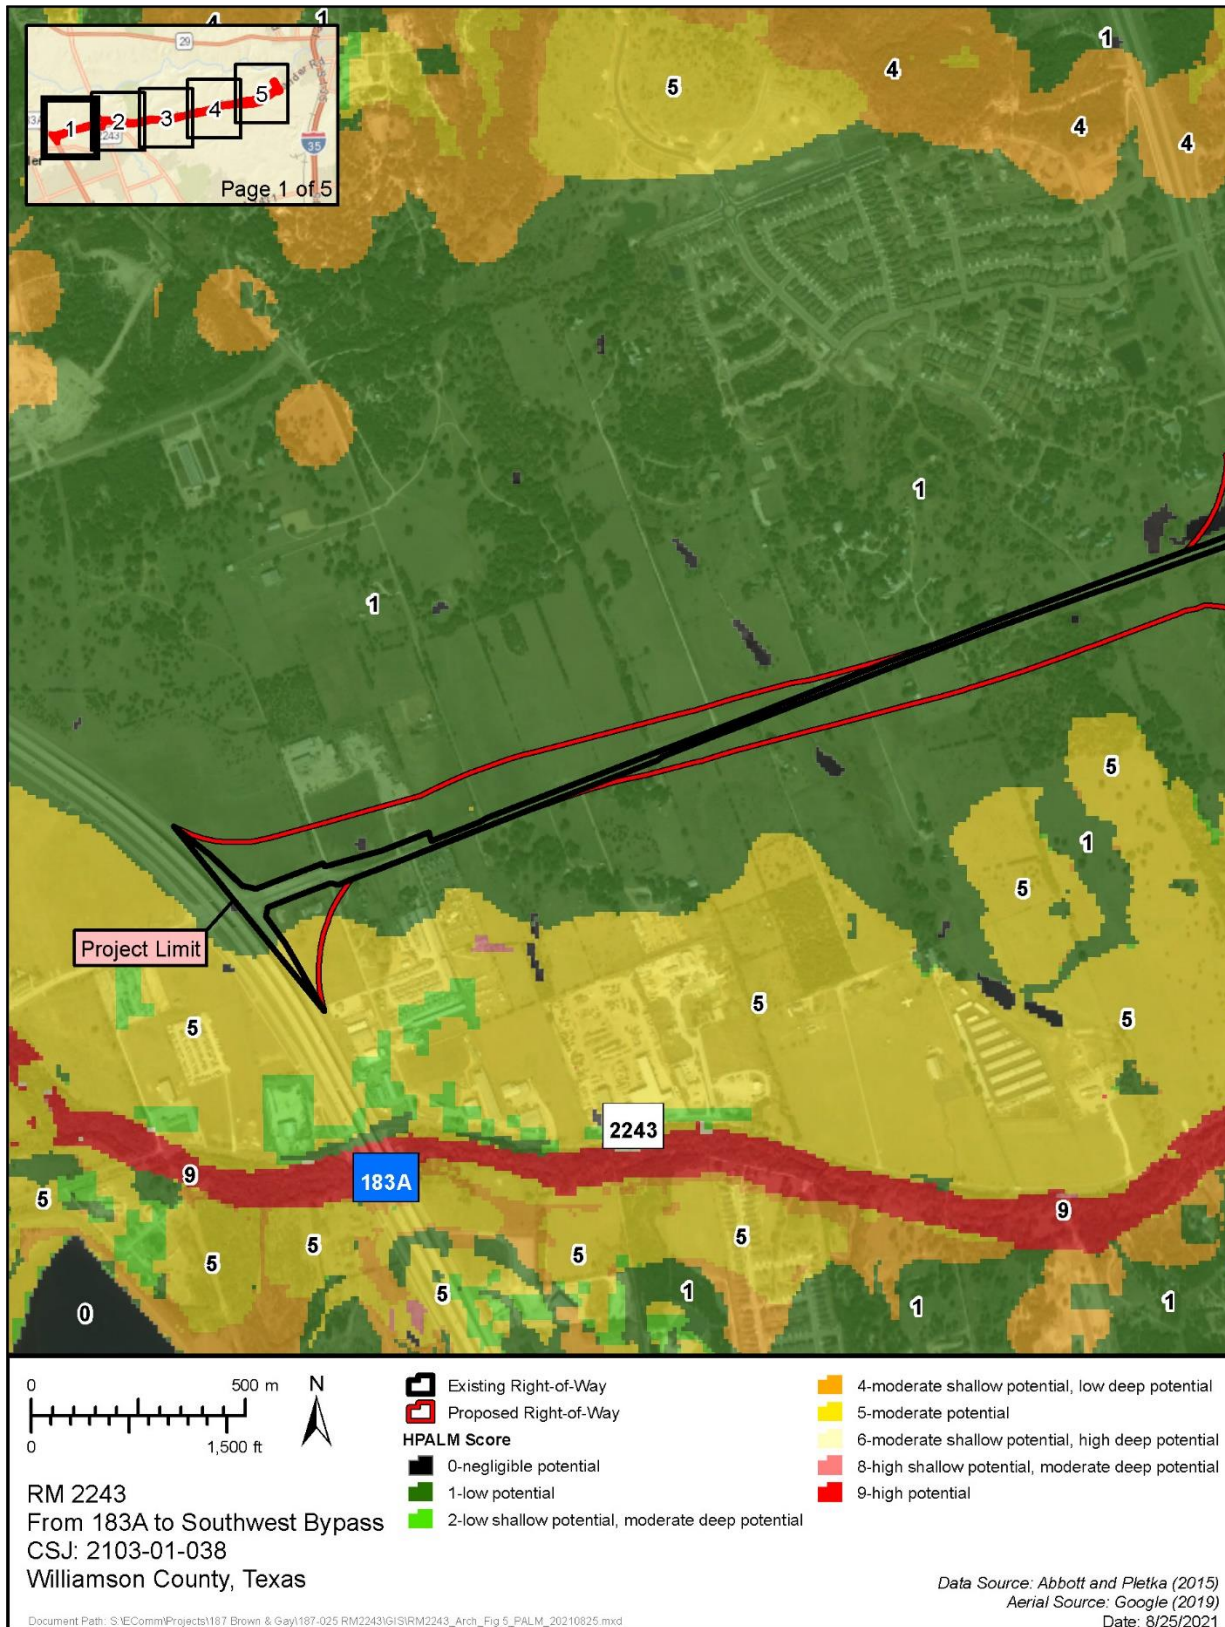 4
1
29
1
2
3
4
5
2243
35
Page 1 of 5
5
4
1
4
4
1
1
5
1
5
Project Limit
5
5
5
2243
183A
9
9
5
5
5
5
5
5
1
1
1
0
0 500 m
0 1,500 ft
N
RM 2243
From 183A to Southwest Bypass
CSJ: 2103-01-038
Williamson County, Texas
Existing Right-of-Way
Proposed Right-of-Way
HPALM Score
0-negligible potential
1-low potential
2-low shallow potential, moderate deep potential
4-moderate shallow potential, low deep potential
5-moderate potential
6-moderate shallow potential, high deep potential
8-high shallow potential, moderate deep potential
9-high potential
Data Source: Abbott and Pletka (2015)
Aerial Source: Google (2019)
Date: 8/25/2021
Document Path: S:\EComm\Projects\187 Brown & Gay\187-025 RM2243\GIS\RM2243_Arch_Fig 5_PALM_20210825.mxd